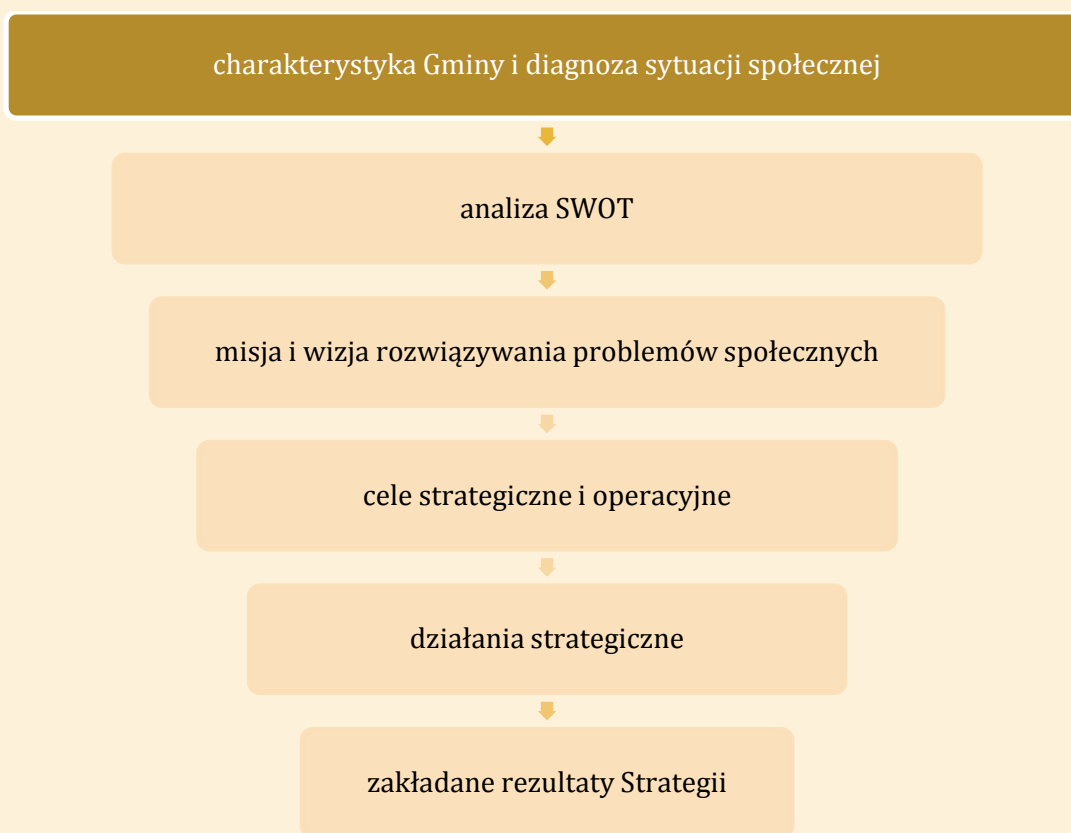 charakterystyka Gminy i diagnoza sytuacji społecznej
analiza SWOT
misja i wizja rozwiązywania problemów społecznych
cele strategiczne i operacyjne
działania strategiczne
zakładane rezultaty Strategii